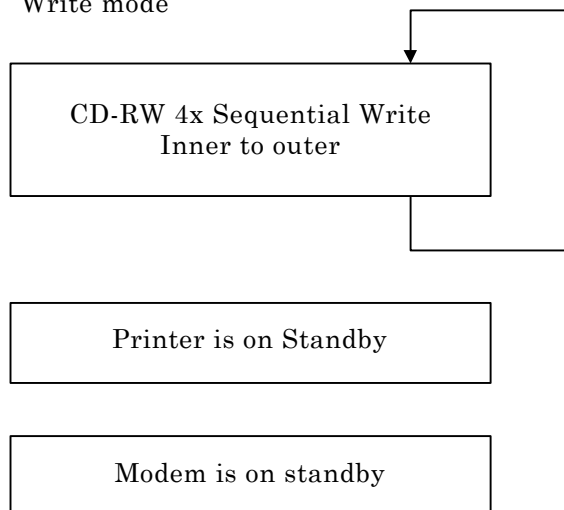 Write mode
CD-RW 4x Sequential Write
Inner to outer
Printer is on Standby
Modem is on standby